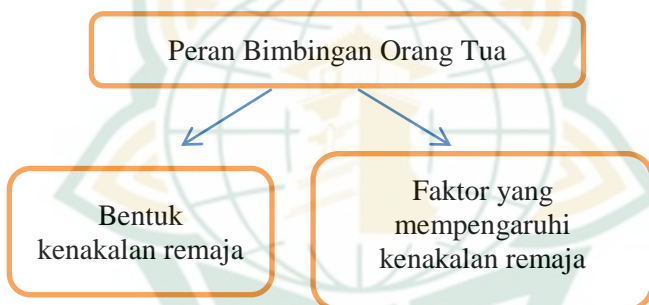 Peran Bimbingan Orang Tua
Bentuk
kenakalan remaja
Faktor yang
mempengaruhi
kenakalan remaja